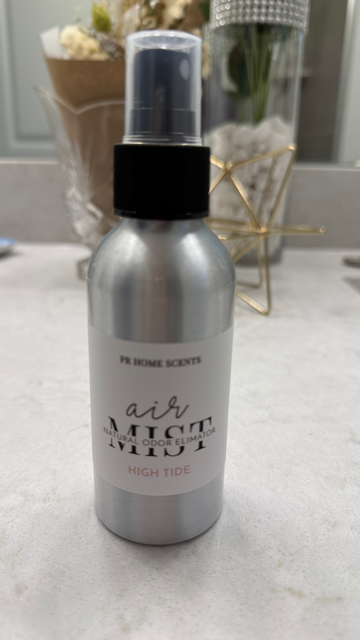 PR HOME SCENTS
air
MIST
NATURAL ODOR ELIMATOR
HIGH TIDE